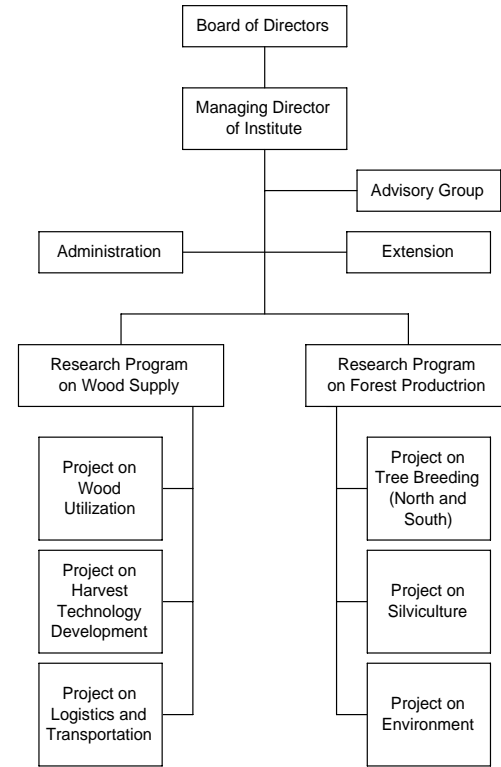 Board of Directors
Managing Director
of Institute
Advisory Group
Administration
Extension
Research Program
on Wood Supply
Research Program
on Forest Productrion
Project on
Wood
Utilization
Project on
Tree Breeding
(North and
South)
Project on
Harvest
Technology
Development
Project on
Silviculture
Project on
Logistics and
Transportation
Project on
Environment